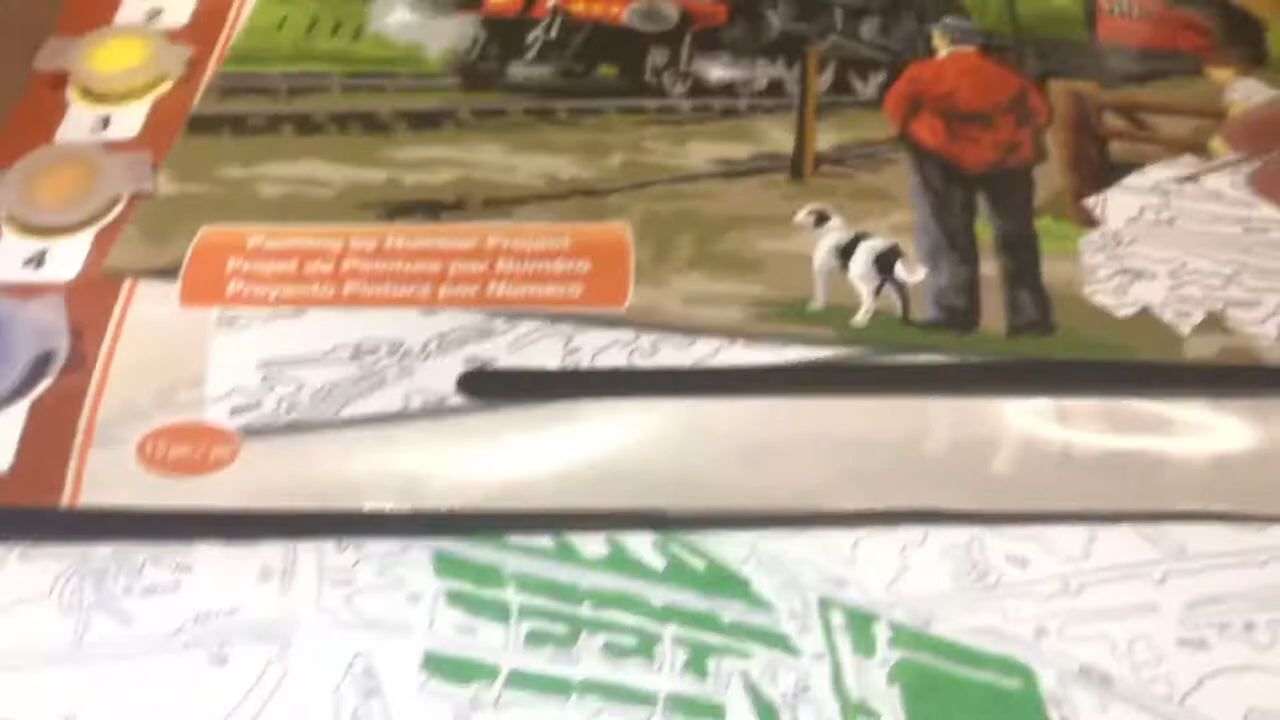 3
4
Painting by Number Project
Projet de Peinture par Numéro
Proyecto Pintura por Número